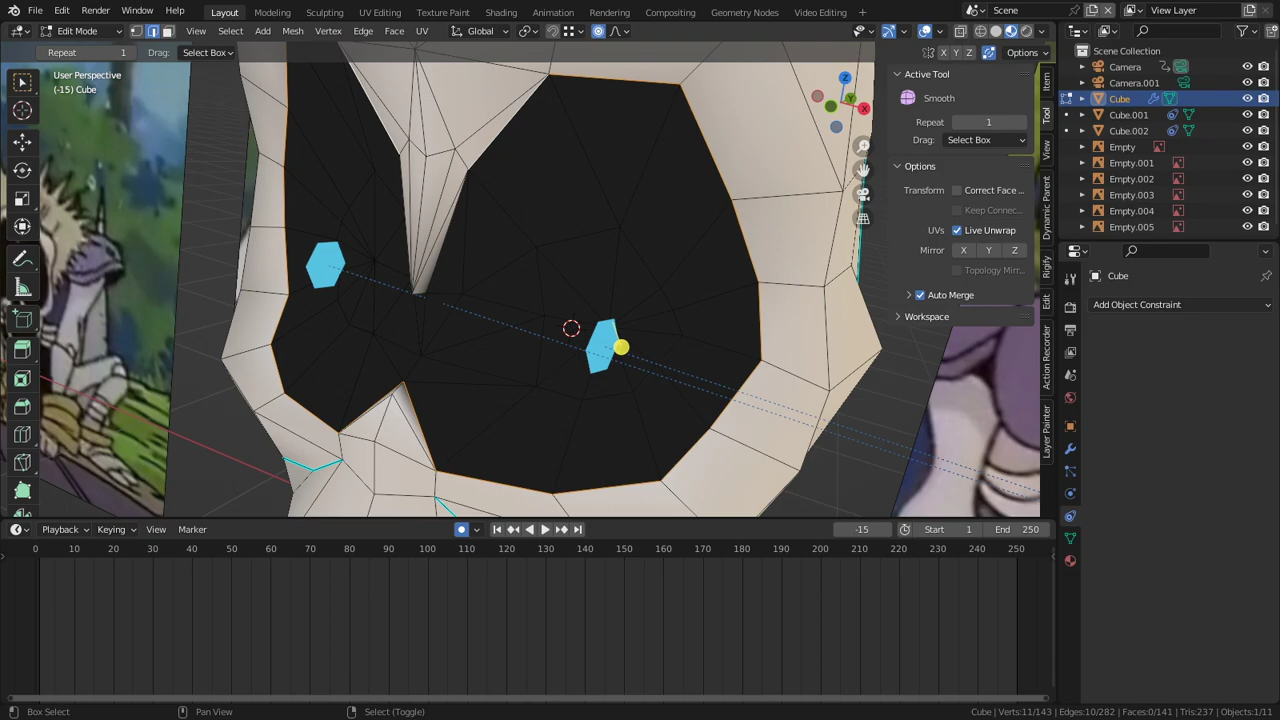 File Edit Render Window Help
Layout Modeling Sculpting UV Editing Texture Paint Shading Animation Rendering Compositing Geometry Nodes Video Editing +
Scene
View Layer
Edit Mode
View Select Add Mesh Vertex Edge Face UV
Global
Repeat 1 Drag: Select Box
X Y Z Options
User Perspective
(-15) Cube
Z
Y
X
Active Tool
Smooth
Repeat 1
Drag: Select Box
Options
Transform Correct Face ...
Keep Connec...
UVs Live Unwrap
Mirror X Y Z
Topology Mirr...
Auto Merge
Workspace
Item
Tool
View
Dynamic Parent
Rigify
Edit
Action Recorder
Layer Painter
Scene Collection
Camera
Camera.001
Cube
Cube.001
Cube.002
Empty
Empty.001
Empty.002
Empty.003
Empty.004
Empty.005
Cube
Add Object Constraint
Playback Keying View Marker
-15 Start 1 End 250
0 10 20 30 40 50 60 70 80 90 100 110 120 130 140 150 160 170 180 190 200 210 220 230 240 250
Box Select Pan View Select (Toggle)
Cube | Verts:11/143 | Edges:10/282 | Faces:0/141 | Tris:237 | Objects:1/11